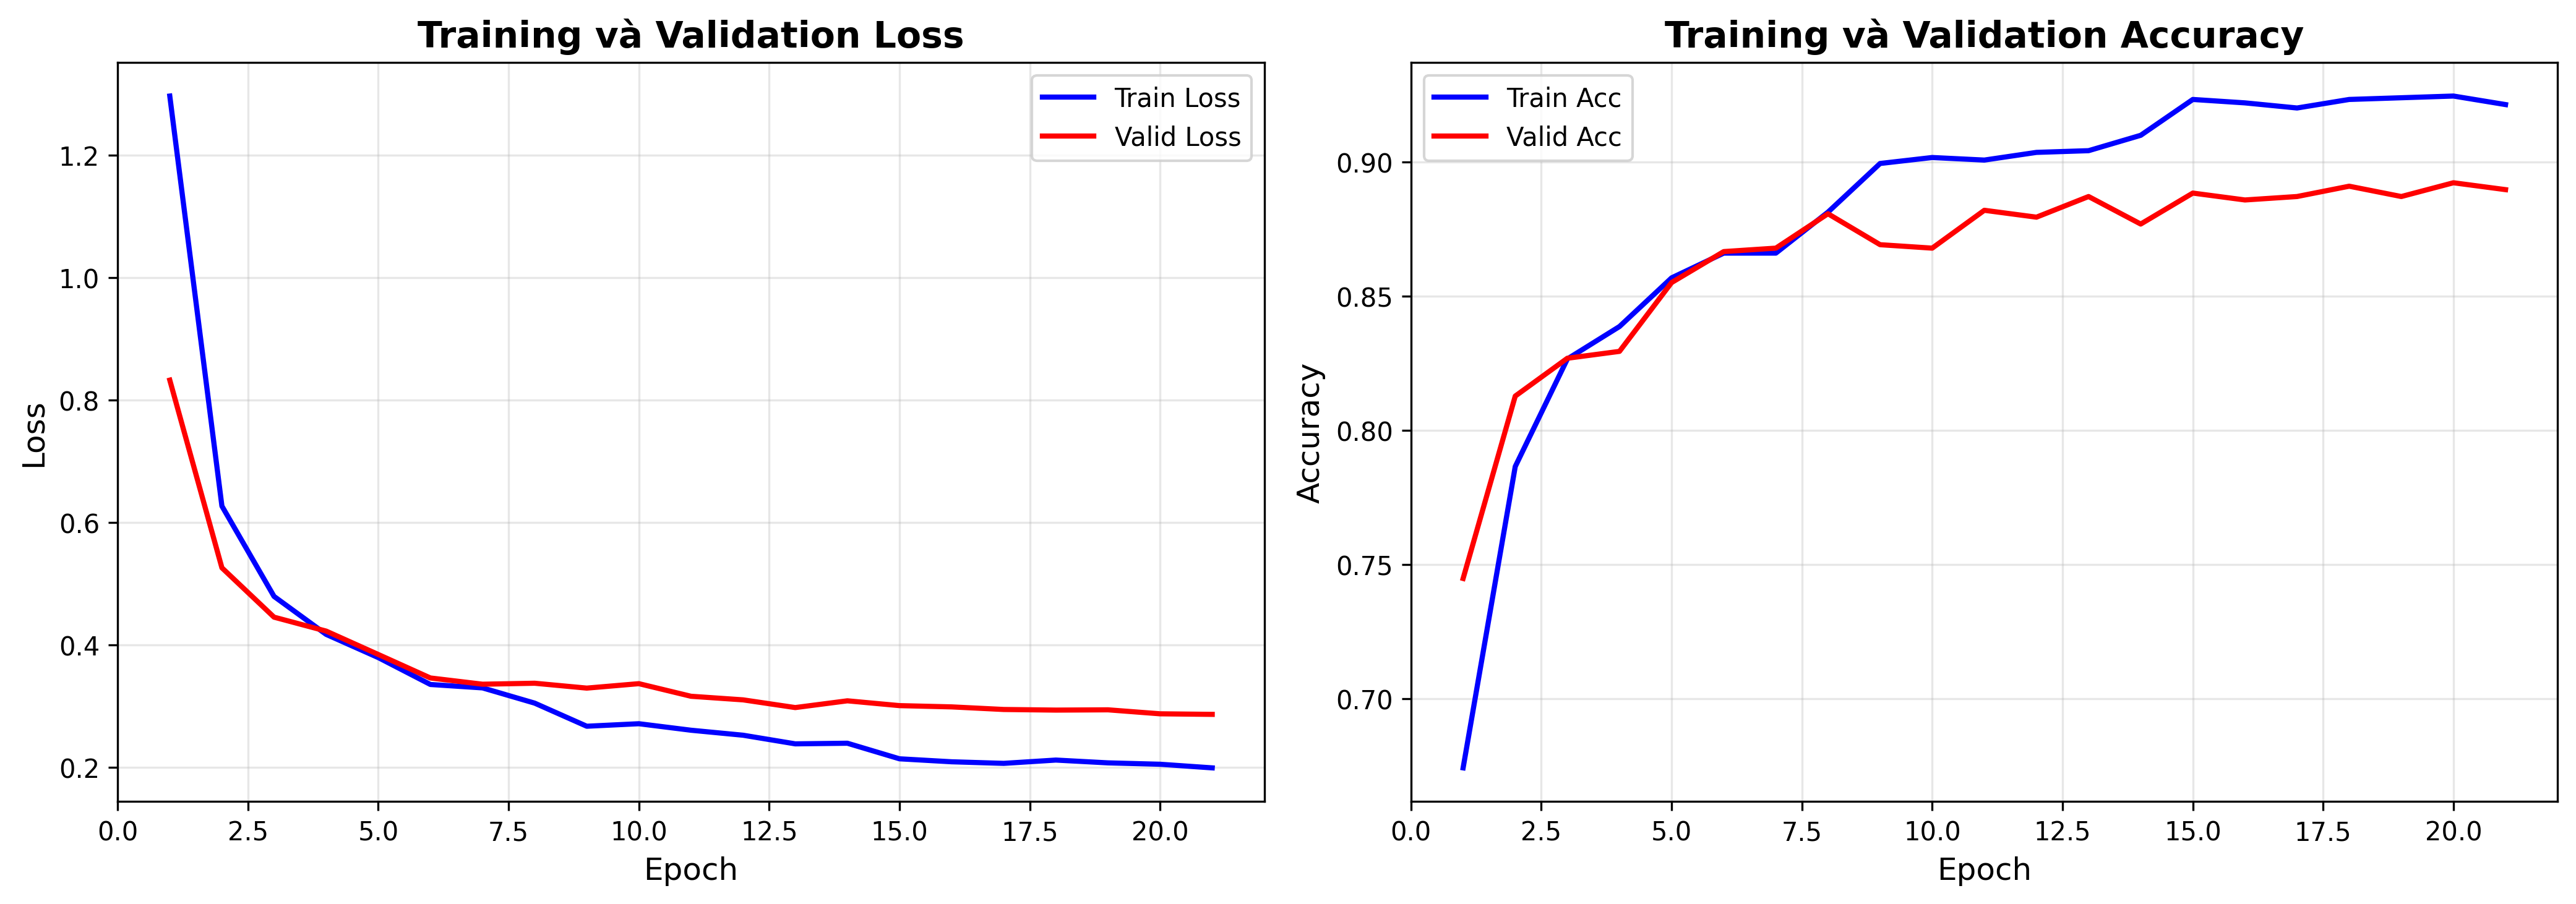 Training và Validation Loss
Train Loss
Valid Loss
1.2
1.0
0.8
0.6
0.4
0.2
Loss
0.0 2.5 5.0 7.5 10.0 12.5 15.0 17.5 20.0
Epoch
Training và Validation Accuracy
Train Acc
Valid Acc
0.90
0.85
0.80
0.75
0.70
Accuracy
0.0 2.5 5.0 7.5 10.0 12.5 15.0 17.5 20.0
Epoch